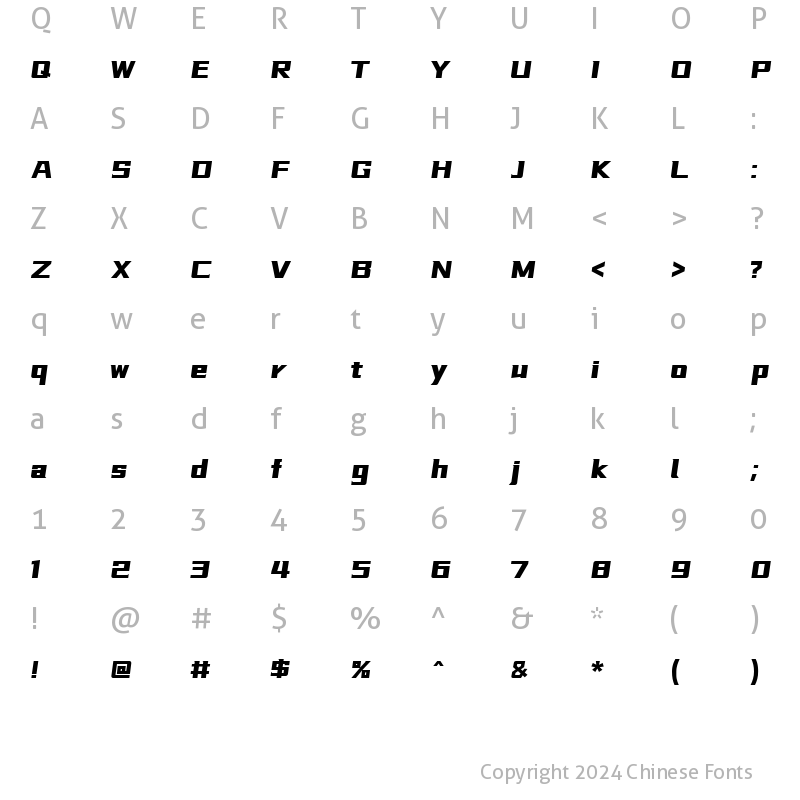 Q W E R T Y U I O P
Q W E R T Y U I O P
A S D F G H J K L :
A S D F G H J K L :
Z X C V B N M < > ?
Z X C V B N M < > ?
q w e r t y u i o p
q w e r t y u i o p
a s d f g h j k l ;
a s d f g h j k l ;
1 2 3 4 5 6 7 8 9 0
1 2 3 4 5 6 7 8 9 0
! @ # $ % ^ & * ( )
! @ # $ % ^ & * ( )
Copyright 2024 Chinese Fonts